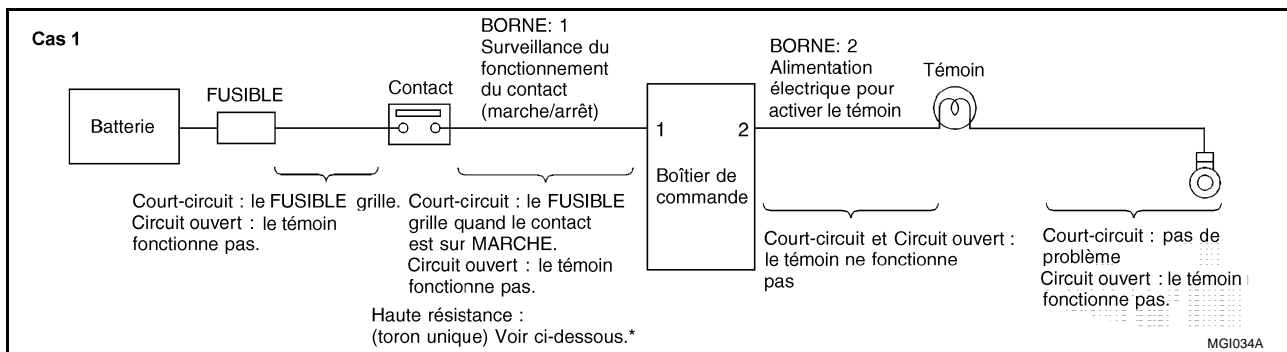 Cas 1
BORNE: 1
Surveillance du
fonctionnement
du contact
(marche/arrêt)
BORNE: 2
Alimentation
électrique pour
activer le témoin
Témoin
FUSIBLE
Contact
Batterie
1
2
Boîtier de
commande
Court-circuit : le FUSIBLE grille.
Circuit ouvert : le témoin
fonctionne pas.
Court-circuit : le FUSIBLE
grille quand le contact
est sur MARCHE.
Circuit ouvert : le témoin
fonctionne pas.
Haute résistance :
(toron unique) Voir ci-dessous.*
Court-circuit et Circuit ouvert :
le témoin ne fonctionne
pas
Court-circuit : pas de
problème
Circuit ouvert : le témoin
fonctionne pas.
MGI034A